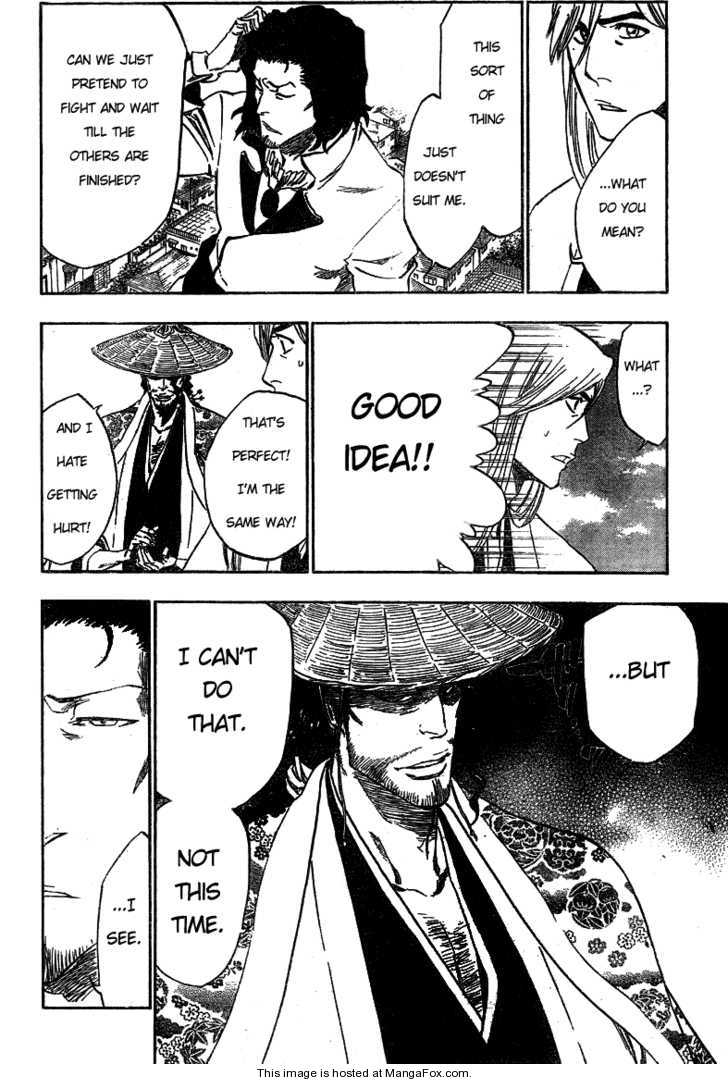 ...WHAT
DO YOU
MEAN?
THIS
SORT
OF
THING
JUST
DOESN'T
SUIT ME.
CAN WE JUST
PRETEND TO
FIGHT AND WAIT
TILL THE
OTHERS ARE
FINISHED?
WHAT
...?
GOOD
IDEA!!
THAT'S
PERFECT!
I'M THE
SAME WAY!
AND I
HATE
GETTING
HURT!
...BUT
I CAN'T
DO
THAT.
NOT
THIS
TIME.
...I
SEE.
This image is hosted at MangaFox.com.